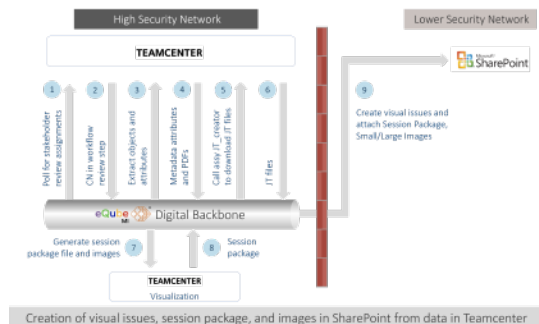 High Security Network
Lower Security Network
TEAMCENTER
Microsoft
SharePoint
1
2
3
4
5
6
9
Poll for stakeholder
review assignments
CN in workflow
review step
Extract objects and
attributes
Metadata attributes
and PDFs
Call assy JT_creator
to download JT files
JT files
Create visual issues and
attach Session Package,
Small/Large Images
eQube MI Digital Backbone
Generate session
package file and images
7
8
Session
package
TEAMCENTER
Visualization
Creation of visual issues, session package, and images in SharePoint from data in Teamcenter